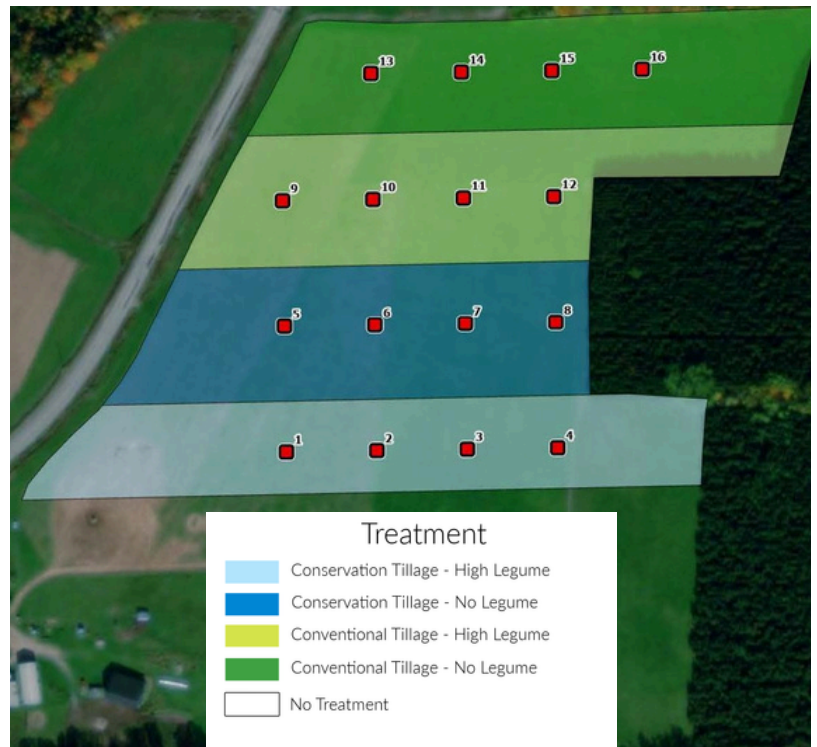 13 14 15 16
9 10 11 12
5 6 7 8
1 2 3 4
Treatment
Conservation Tillage - High Legume
Conservation Tillage - No Legume
Conventional Tillage - High Legume
Conventional Tillage - No Legume
No Treatment